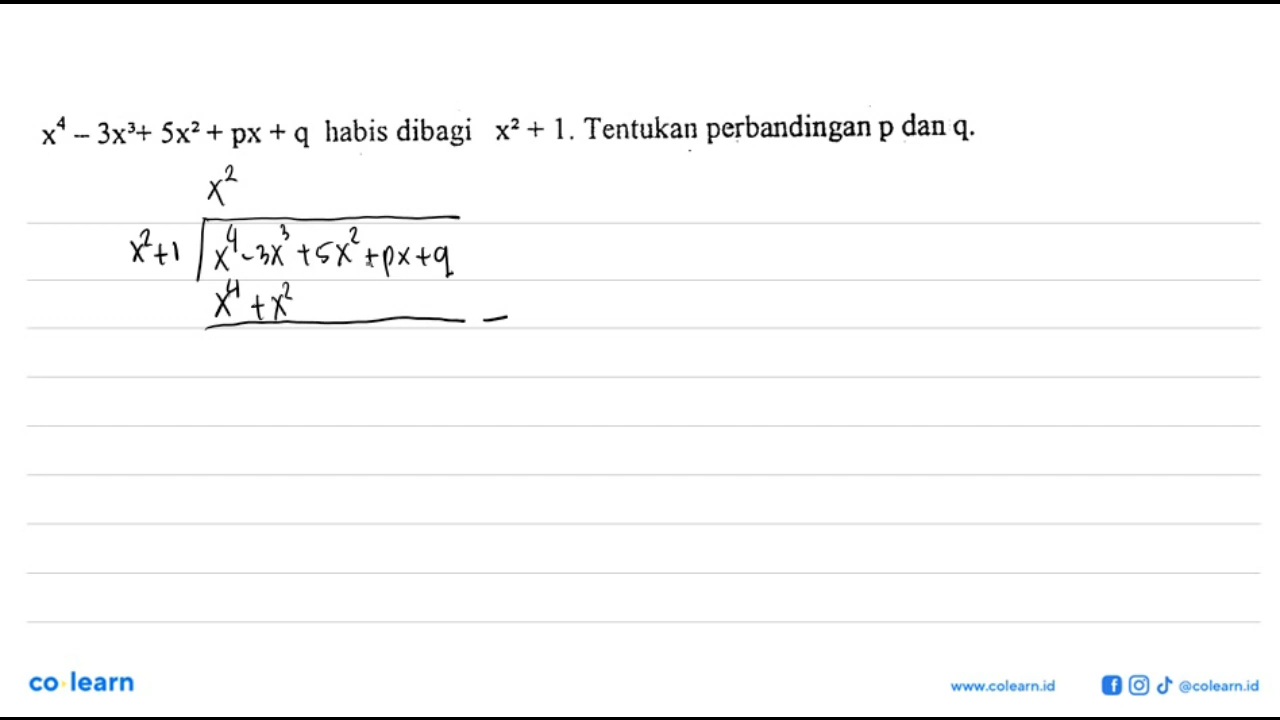 x⁴ – 3x³+ 5x² + px + q habis dibagi x² + 1. Tentukan perbandingan p dan q.
x²
x²+1 x⁴-3x³+5x²+px+q
x⁴+x²
–
co learn
www.colearn.id @colearn.id